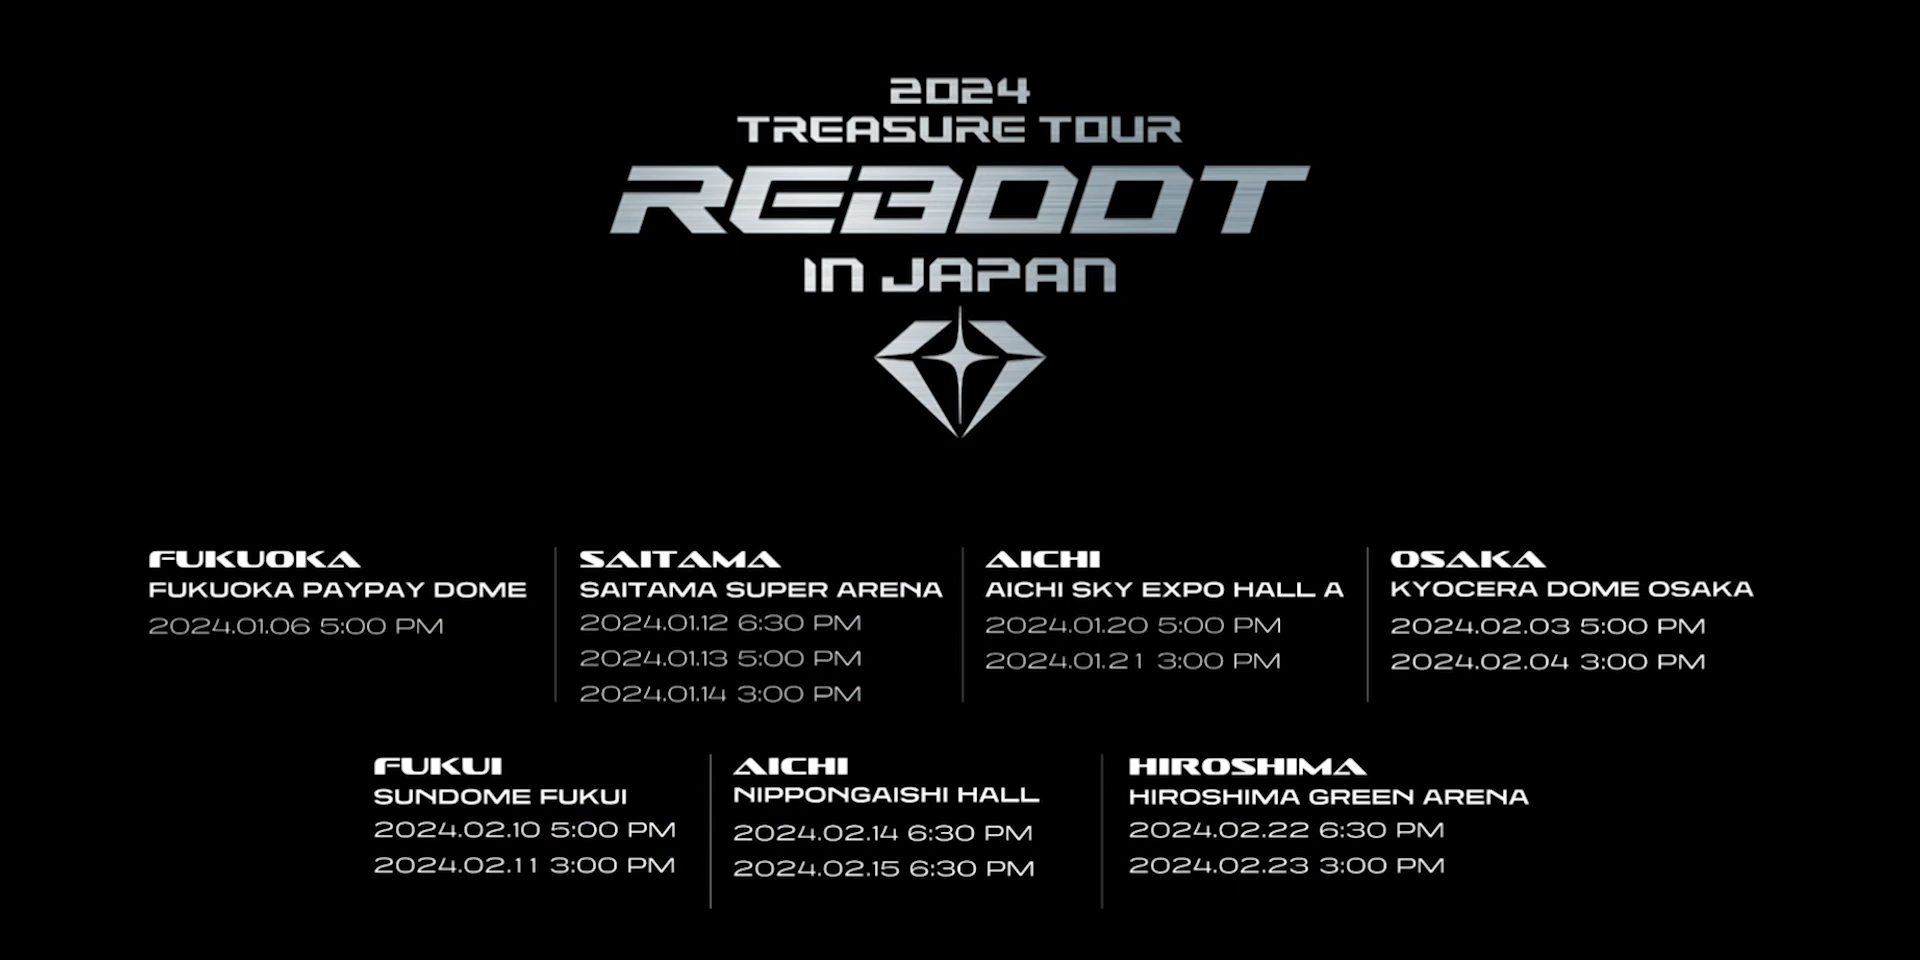 2024
TREASURE TOUR
REBOOT
IN JAPAN
FUKUOKA
FUKUOKA PAYPAY DOME
2024.01.06 5:00 PM
SAITAMA
SAITAMA SUPER ARENA
2024.01.12 6:30 PM
2024.01.13 5:00 PM
2024.01.14 3:00 PM
AICHI
AICHI SKY EXPO HALL A
2024.01.20 5:00 PM
2024.01.21 3:00 PM
OSAKA
KYOCERA DOME OSAKA
2024.02.03 5:00 PM
2024.02.04 3:00 PM
FUKUI
SUNDOME FUKUI
2024.02.10 5:00 PM
2024.02.11 3:00 PM
AICHI
NIPPONGAISHI HALL
2024.02.14 6:30 PM
2024.02.15 6:30 PM
HIROSHIMA
HIROSHIMA GREEN ARENA
2024.02.22 6:30 PM
2024.02.23 3:00 PM